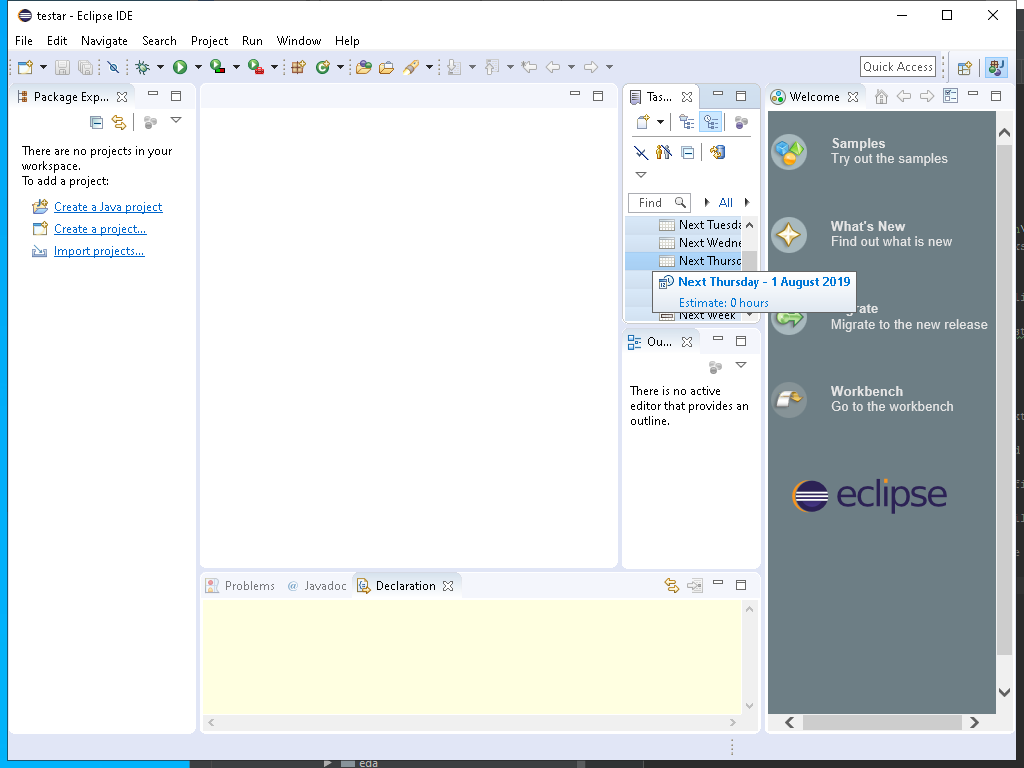 testar - Eclipse IDE
File Edit Navigate Search Project Run Window Help
Quick Access
Package Exp...
There are no projects in your
workspace.
To add a project:
Create a Java project
Create a project...
Import projects...
Tas...
Find
All
Next Tuesda
Next Wedne
Next Thursd
Next Thursday - 1 August 2019
Estimate: 0 hours
Next Week
Ou...
There is no active
editor that provides an
outline.
Welcome
Samples
Try out the samples
What's New
Find out what is new
grate
Migrate to the new release
Workbench
Go to the workbench
eclipse
Problems @ Javadoc Declaration
eda